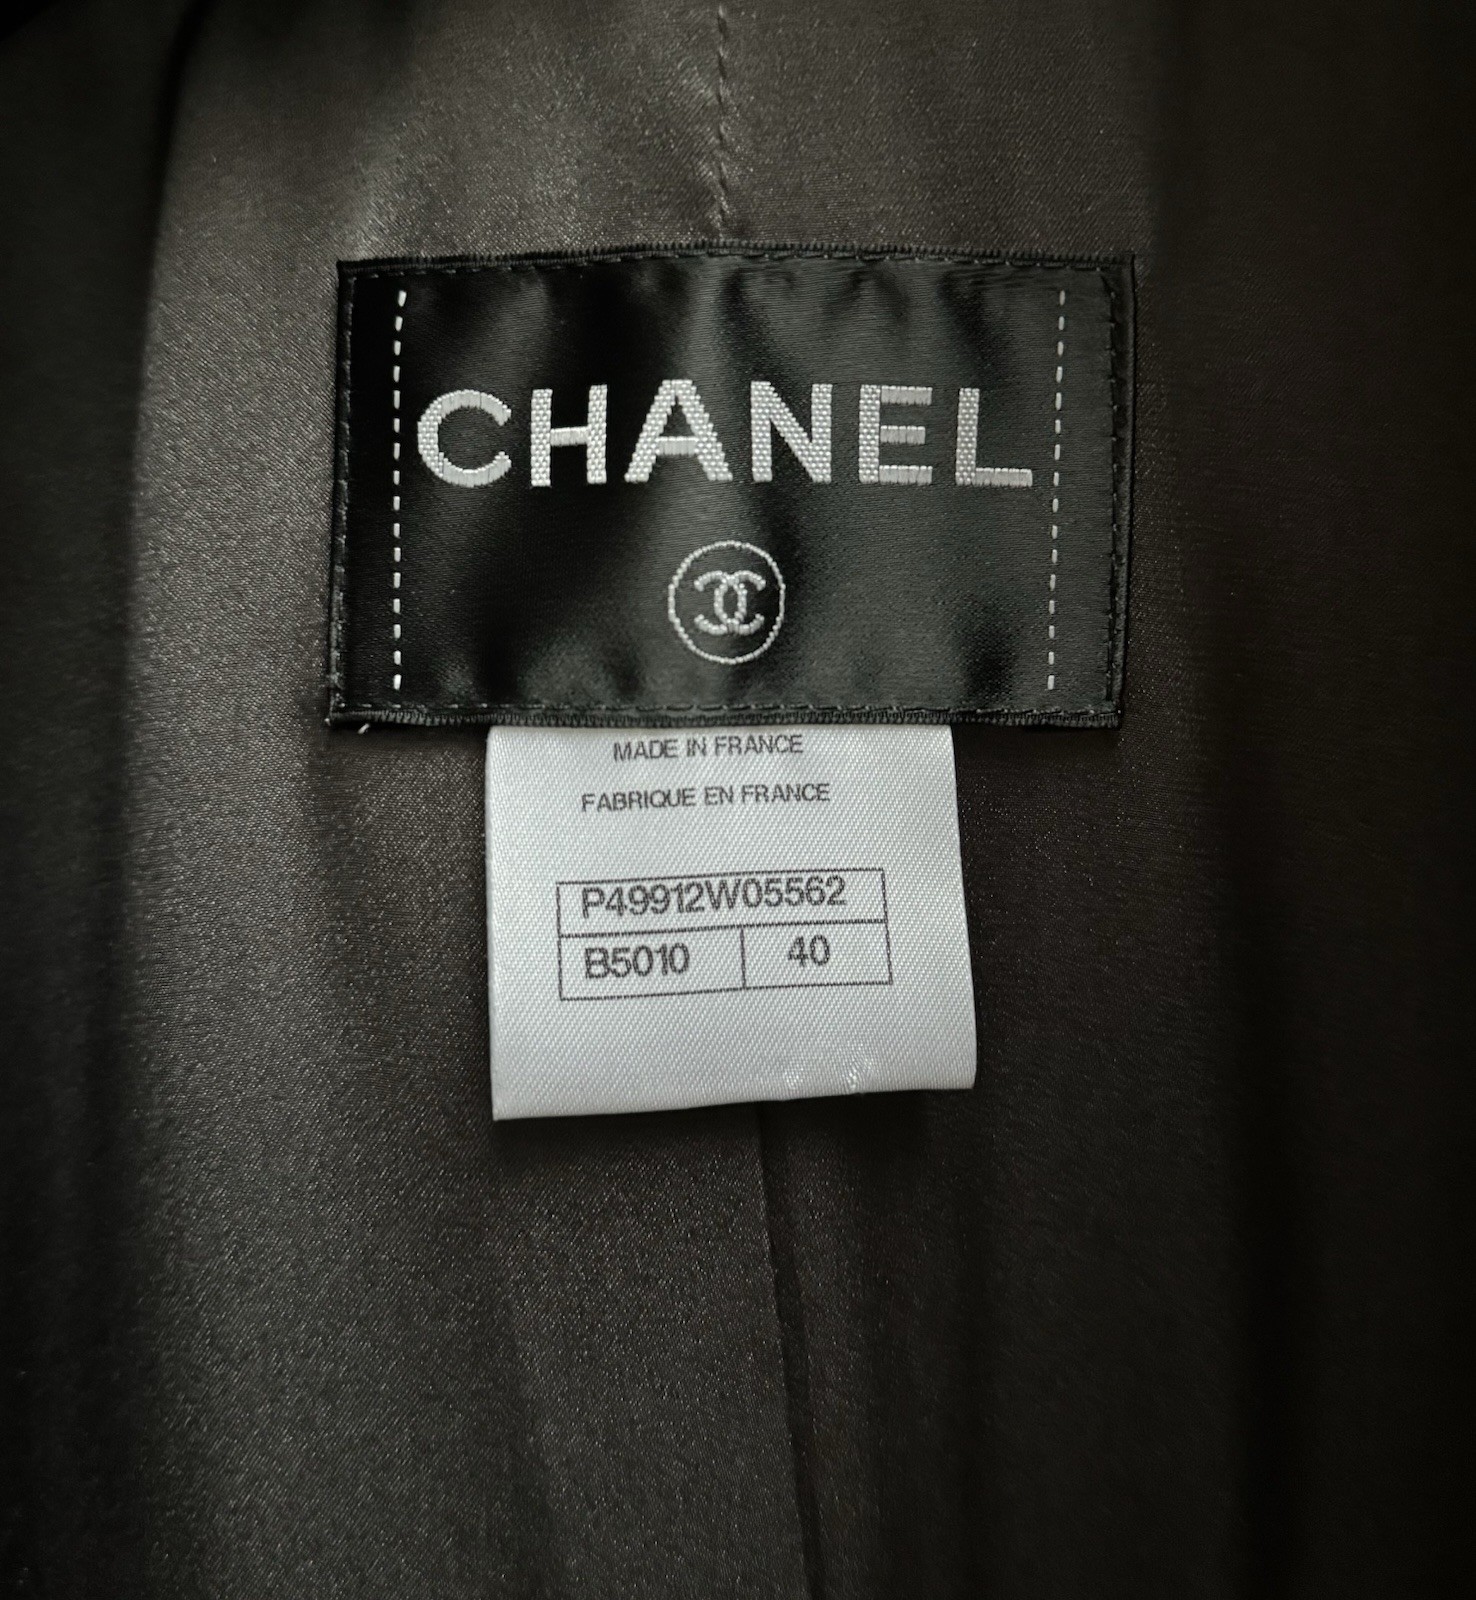 CHANEL
MADE IN FRANCE
FABRIQUE EN FRANCE
P49912W05562
B5010 40